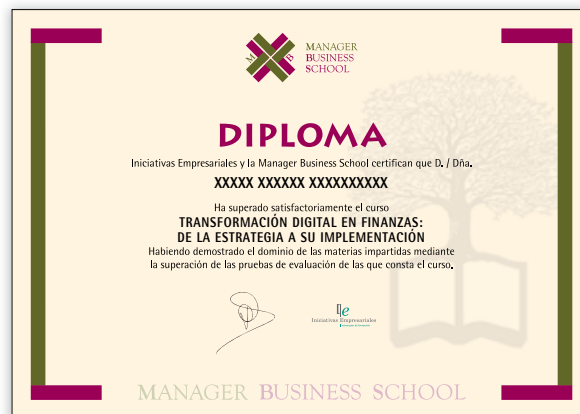 M B
MANAGER
BUSINESS
SCHOOL
DIPLOMA
Iniciativas Empresariales y la Manager Business School certifican que D. / Dña.
XXXXX XXXXXX XXXXXXXXXX
Ha superado satisfactoriamente el curso
TRANSFORMACIÓN DIGITAL EN FINANZAS:
DE LA ESTRATEGIA A SU IMPLEMENTACIÓN
Habiendo demostrado el dominio de las materias impartidas mediante
la superación de las pruebas de evaluación de las que consta el curso.
Iniciativas Empresariales
MANAGER BUSINESS SCHOOL